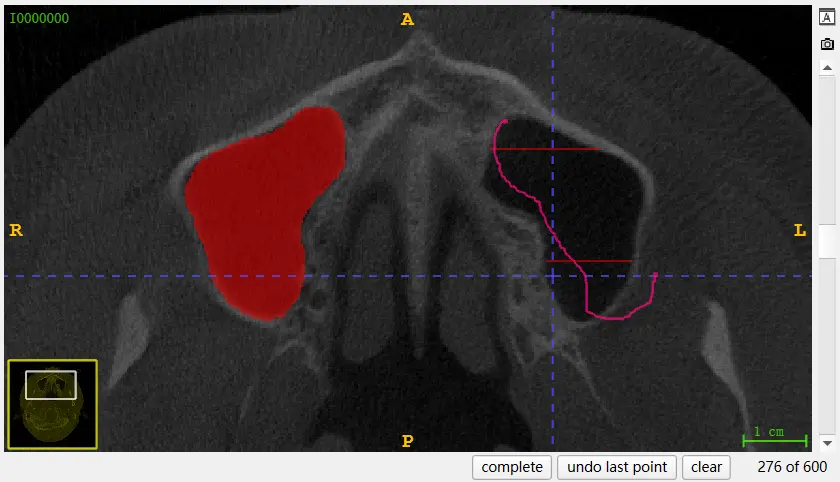 I0000000
A
A
R
L
P
1 cm
complete
undo last point
clear
276 of 600